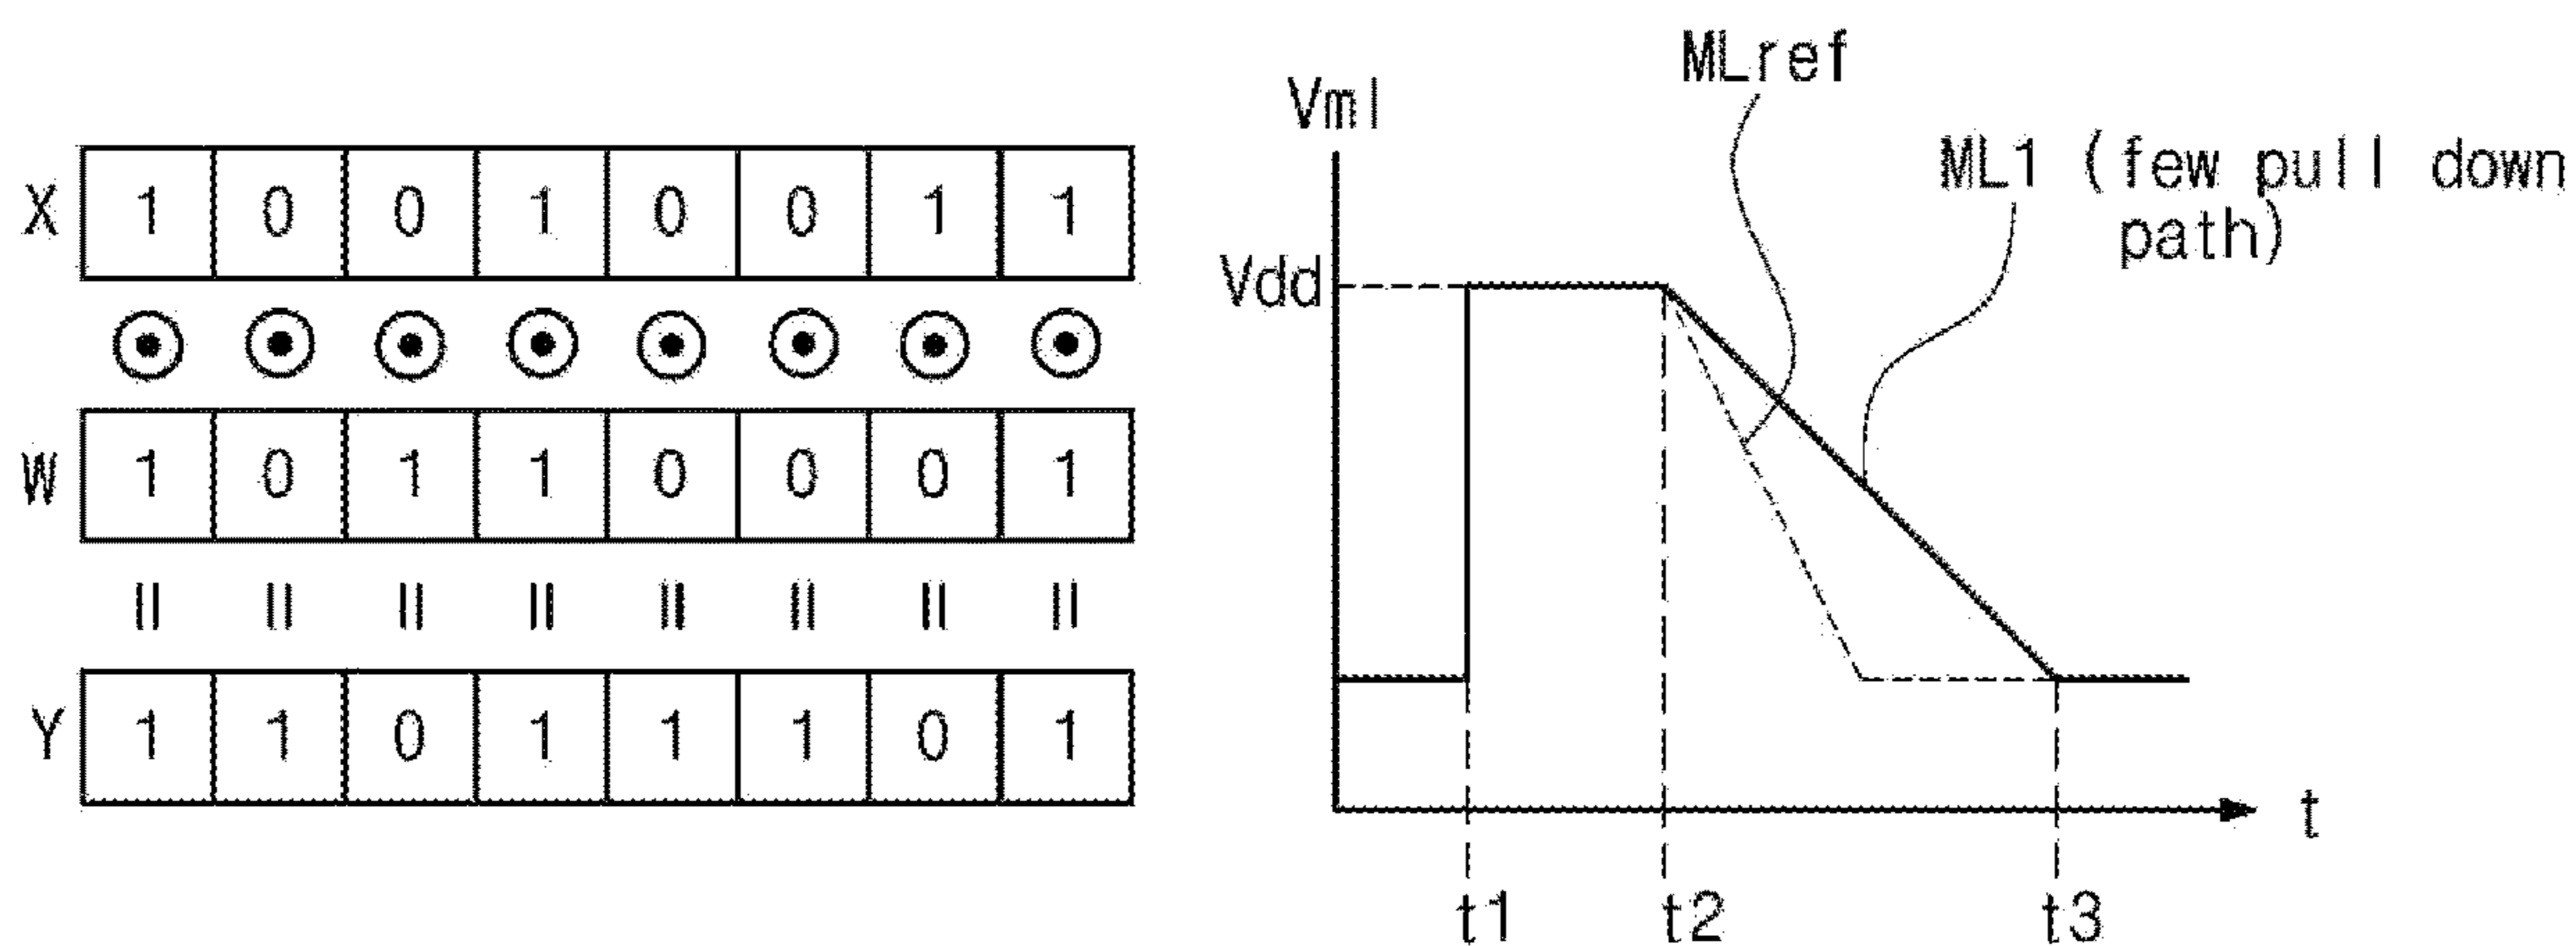 X 1 0 0 1 0 0 1 1
⊙ ⊙ ⊙ ⊙ ⊙ ⊙ ⊙ ⊙
W 1 0 1 1 0 0 0 1
|| || || || || || || ||
Y 1 1 0 1 1 1 0 1
MLref
Vml
ML1 (few pull down
path)
Vdd
t
t1 t2 t3